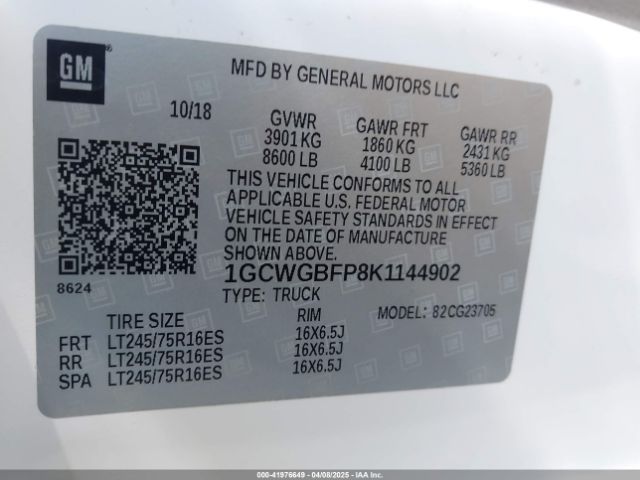 GM
MFD BY GENERAL MOTORS LLC
10/18
GVWR GAWR FRT GAWR RR
3901 KG 1860 KG 2431 KG
8600 LB 4100 LB 5360 LB
THIS VEHICLE CONFORMS TO ALL
APPLICABLE U.S. FEDERAL MOTOR
VEHICLE SAFETY STANDARDS IN EFFECT
ON THE DATE OF MANUFACTURE
SHOWN ABOVE.
8624
1GCWGBFP8K1144902
TYPE: TRUCK
MODEL: 82CG23705
TIRE SIZE RIM
FRT LT245/75R16ES 16X6.5J
RR LT245/75R16ES 16X6.5J
SPA LT245/75R16ES 16X6.5J
000-41976649 04/08/2025 IAAI.COM